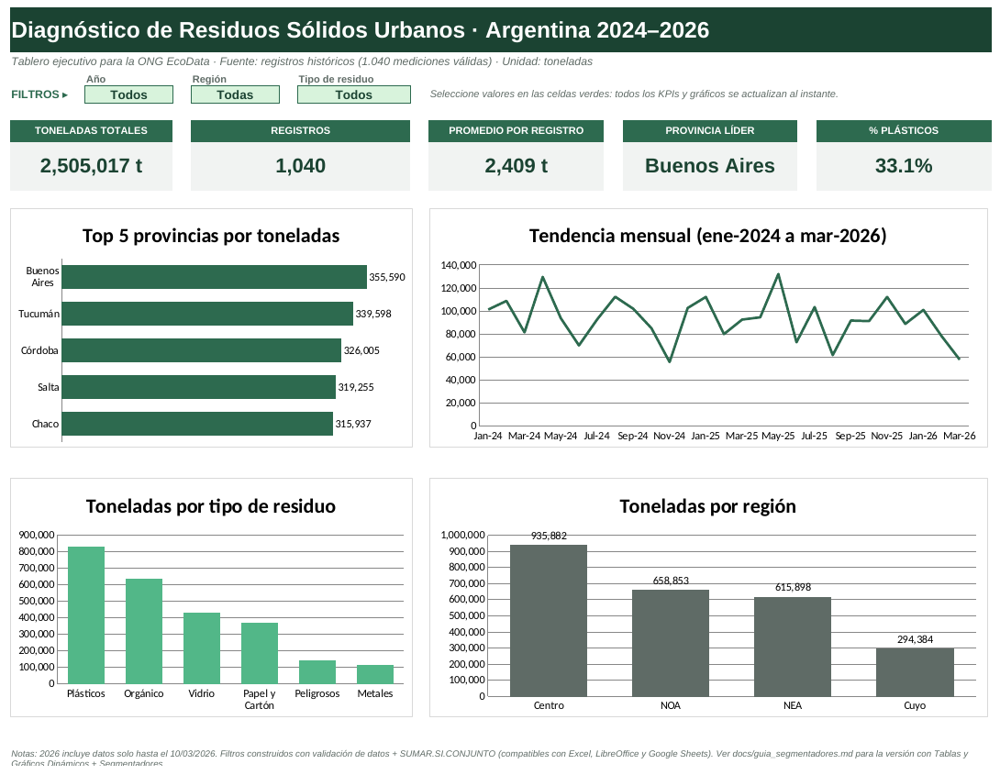 Diagnóstico de Residuos Sólidos Urbanos · Argentina 2024–2026
Tablero ejecutivo para la ONG EcoData · Fuente: registros históricos (1.040 mediciones válidas) · Unidad: toneladas
Año
Región
Tipo de residuo
FILTROS ▸
Todos
Todas
Todos
Seleccione valores en las celdas verdes: todos los KPIs y gráficos se actualizan al instante.
TONELADAS TOTALES
REGISTROS
PROMEDIO POR REGISTRO
PROVINCIA LÍDER
% PLÁSTICOS
2,505,017 t
1,040
2,409 t
Buenos Aires
33.1%
Top 5 provincias por toneladas
Buenos
Aires
355,590
Tucumán
339,598
Córdoba
326,005
Salta
319,255
Chaco
315,937
Tendencia mensual (ene-2024 a mar-2026)
140,000
120,000
100,000
80,000
60,000
40,000
20,000
0
Jan-24 Mar-24 May-24 Jul-24 Sep-24 Nov-24 Jan-25 Mar-25 May-25 Jul-25 Sep-25 Nov-25 Jan-26 Mar-26
Toneladas por tipo de residuo
900,000
800,000
700,000
600,000
500,000
400,000
300,000
200,000
100,000
0
Plásticos
Orgánico
Vidrio
Papel y
Cartón
Peligrosos
Metales
Toneladas por región
1,000,000
900,000
800,000
700,000
600,000
500,000
400,000
300,000
200,000
100,000
0
935,882
658,853
615,898
294,384
Centro
NOA
NEA
Cuyo
Notas: 2026 incluye datos solo hasta el 10/03/2026. Filtros construidos con validación de datos + SUMAR.SI.CONJUNTO (compatibles con Excel, LibreOffice y Google Sheets). Ver docs/guia_segmentadores.md para la versión con Tablas y
Gráficos Dinámicos + Segmentadores.